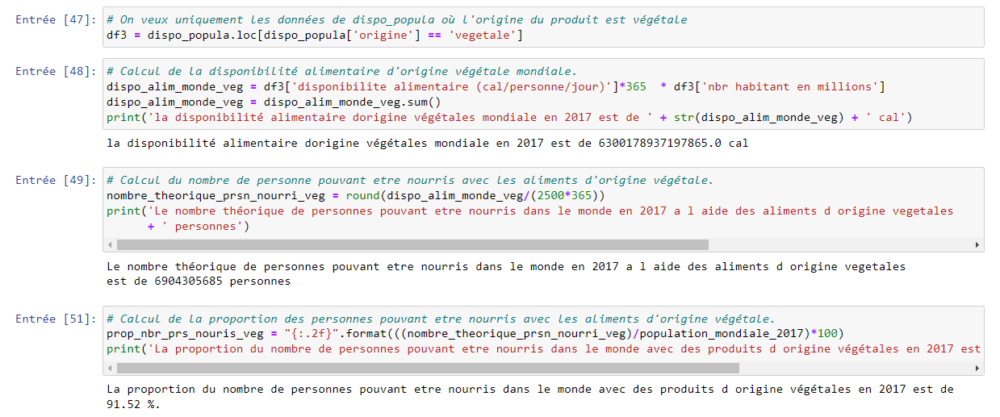 Entrée [47]: # On veux uniquement les données de dispo_popula où l'origine du produit est végétale
df3 = dispo_popula.loc[dispo_popula['origine'] == 'vegetale']
Entrée [48]: # Calcul de la disponibilité alimentaire d'origine végétale mondiale.
dispo_alim_monde_veg = df3['disponibilite alimentaire (cal/personne/jour)']*365  * df3['nbr habitant en millions']
dispo_alim_monde_veg = dispo_alim_monde_veg.sum()
print('la disponibilité alimentaire dorigine végétales mondiale en 2017 est de ' + str(dispo_alim_monde_veg) + ' cal')
la disponibilité alimentaire dorigine végétales mondiale en 2017 est de 6300178937197865.0 cal
Entrée [49]: # Calcul du nombre de personne pouvant etre nourris avec les aliments d'origine végétale.
nombre_theorique_prsn_nourri_veg = round(dispo_alim_monde_veg/(2500*365))
print('Le nombre théorique de personnes pouvant etre nourris dans le monde en 2017 a l aide des aliments d origine vegetales
+ ' personnes')
Le nombre théorique de personnes pouvant etre nourris dans le monde en 2017 a l aide des aliments d origine vegetales
est de 6904305685 personnes
Entrée [51]: # Calcul de la proportion des personnes pouvant etre nourris avec les aliments d'origine végétale.
prop_nbr_prs_nouris_veg = "{:.2f}".format(((nombre_theorique_prsn_nourri_veg)/population_mondiale_2017)*100)
print('La proportion du nombre de personnes pouvant etre nourris dans le monde avec des produits d origine végétales en 2017 est
La proportion du nombre de personnes pouvant etre nourris dans le monde avec des produits d origine végétales en 2017 est de
91.52 %.